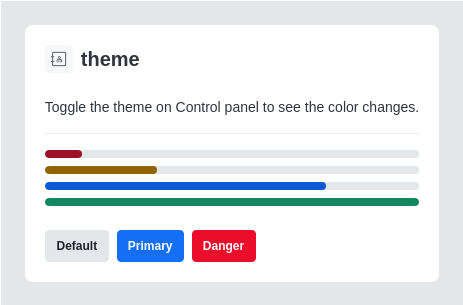 theme
Toggle the theme on Control panel to see the color changes.
Default
Primary
Danger